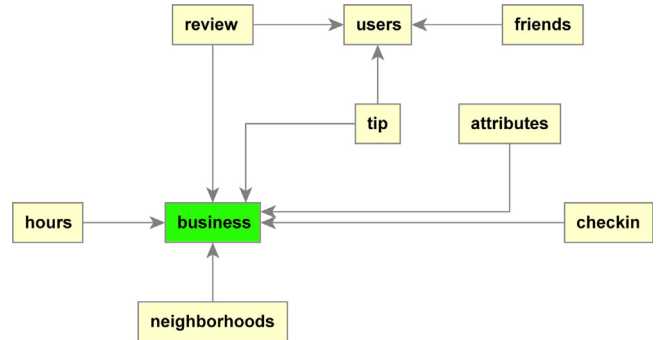 review
users
friends
tip
attributes
hours
business
checkin
neighborhoods